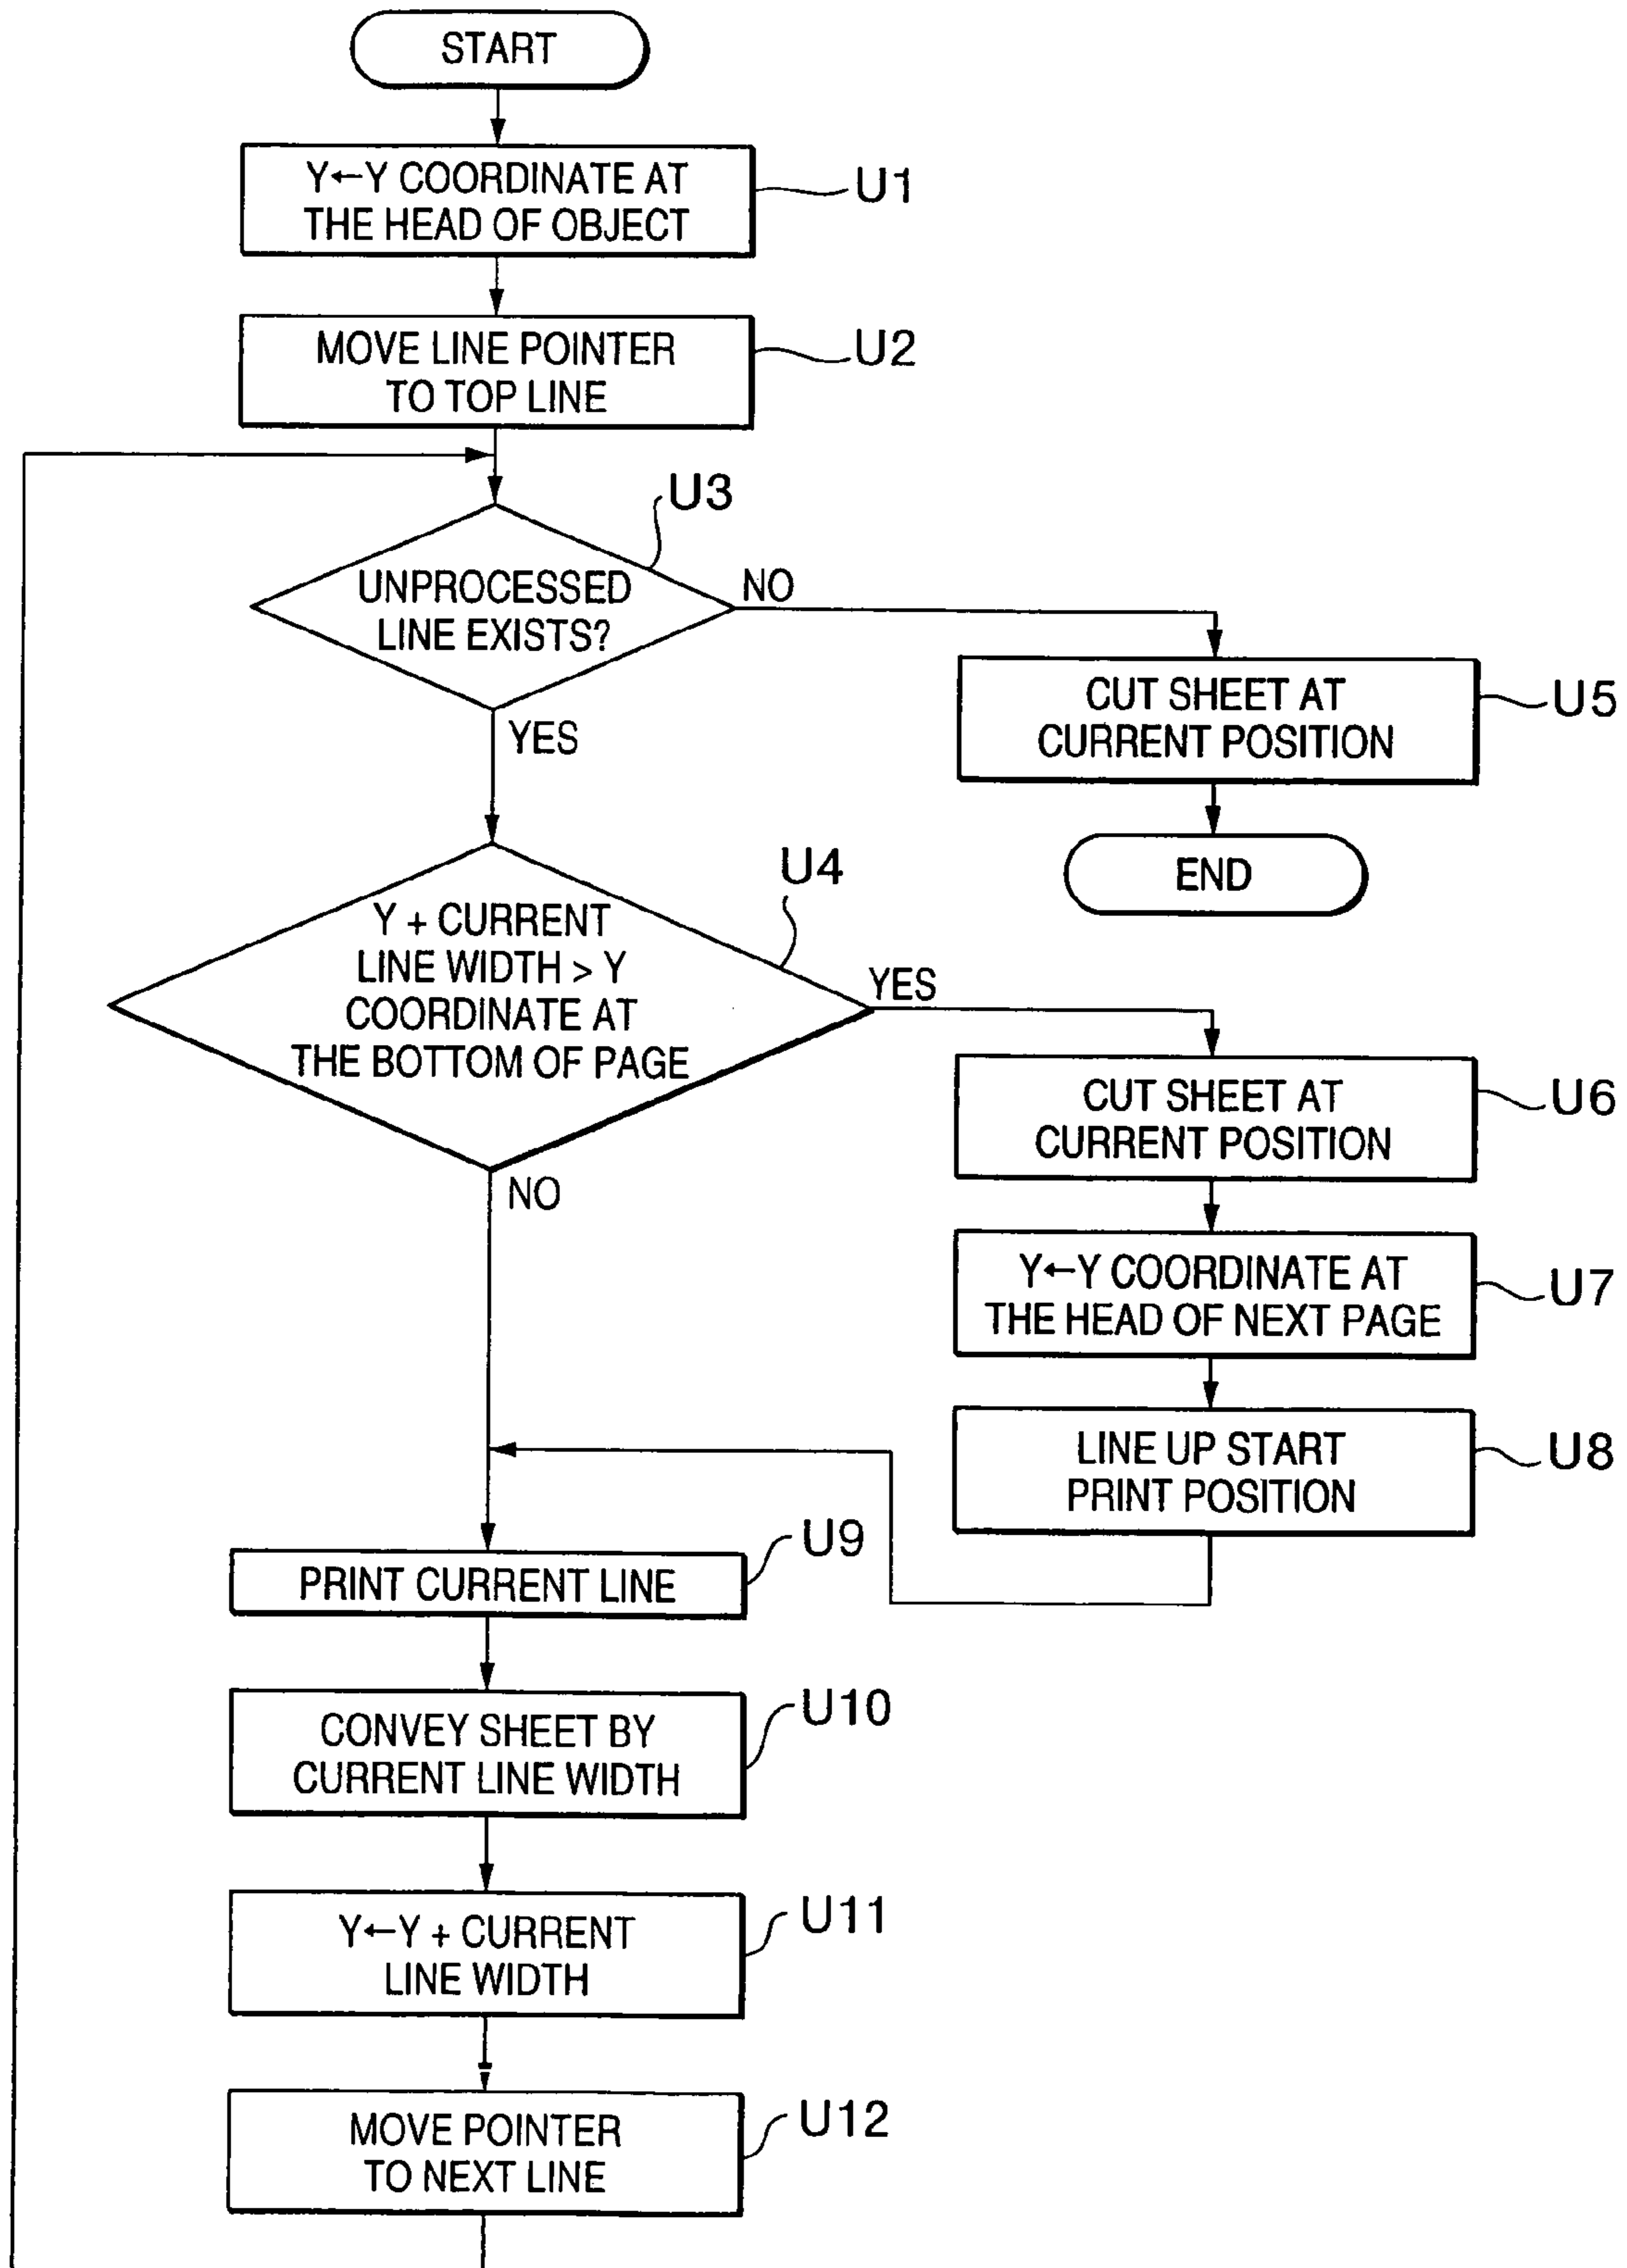 START
Y←Y COORDINATE AT
THE HEAD OF OBJECT
U1
MOVE LINE POINTER
TO TOP LINE
U2
U3
UNPROCESSED
LINE EXISTS?
NO
YES
CUT SHEET AT
CURRENT POSITION
U5
END
U4
Y + CURRENT
LINE WIDTH > Y
COORDINATE AT
THE BOTTOM OF PAGE
YES
NO
CUT SHEET AT
CURRENT POSITION
U6
Y←Y COORDINATE AT
THE HEAD OF NEXT PAGE
U7
LINE UP START
PRINT POSITION
U8
PRINT CURRENT LINE
U9
CONVEY SHEET BY
CURRENT LINE WIDTH
U10
Y←Y + CURRENT
LINE WIDTH
U11
MOVE POINTER
TO NEXT LINE
U12